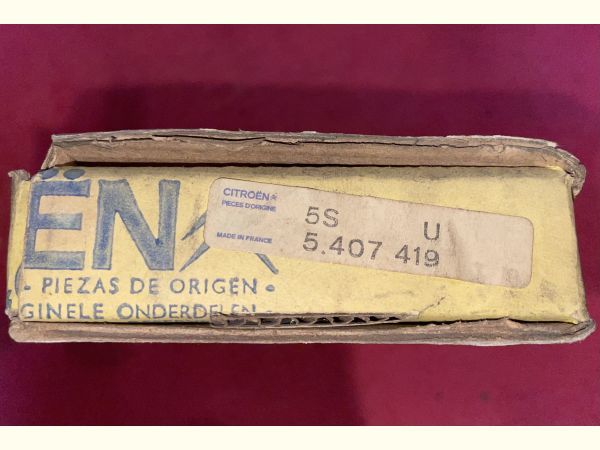 ËN
- PIEZAS DE ORIGEN -
GINELE ONDERDELEN -
CITROËN
PIECES D'ORIGINE
MADE IN FRANCE
5S U
5.407 419